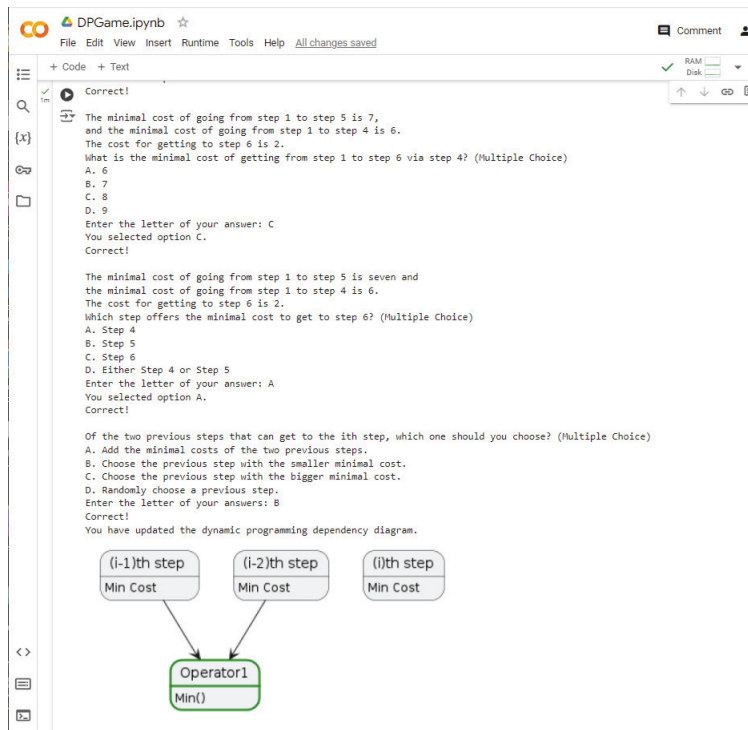 DPGame.ipynb
Comment
File Edit View Insert Runtime Tools Help All changes saved
+ Code + Text
RAM
Disk
1m
{x}
Correct!
The minimal cost of going from step 1 to step 5 is 7,
and the minimal cost of going from step 1 to step 4 is 6.
The cost for getting to step 6 is 2.
What is the minimal cost of getting from step 1 to step 6 via step 4? (Multiple Choice)
A. 6
B. 7
C. 8
D. 9
Enter the letter of your answer: C
You selected option C.
Correct!
The minimal cost of going from step 1 to step 5 is seven and
the minimal cost of going from step 1 to step 4 is 6.
The cost for getting to step 6 is 2.
Which step offers the minimal cost to get to step 6? (Multiple Choice)
A. Step 4
B. Step 5
C. Step 6
D. Either Step 4 or Step 5
Enter the letter of your answer: A
You selected option A.
Correct!
Of the two previous steps that can get to the ith step, which one should you choose? (Multiple Choice)
A. Add the minimal costs of the two previous steps.
B. Choose the previous step with the smaller minimal cost.
C. Choose the previous step with the bigger minimal cost.
D. Randomly choose a previous step.
Enter the letter of your answers: B
Correct!
You have updated the dynamic programming dependency diagram.
(i-1)th step
Min Cost
(i-2)th step
Min Cost
(i)th step
Min Cost
Operator1
Min()